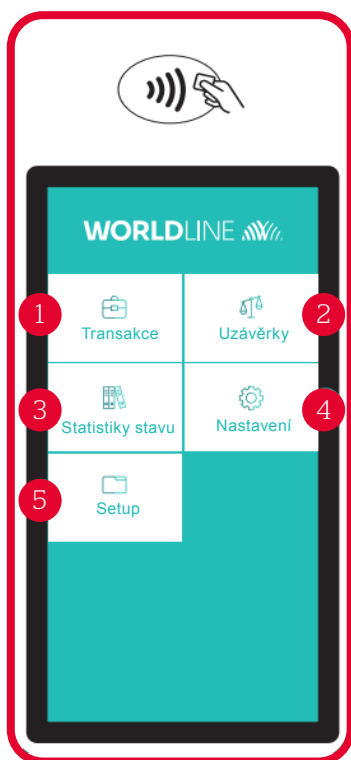 WORLDLINE
1
Transakce
2
Uzávěrky
3
Statistiky stavu
4
Nastavení
5
Setup